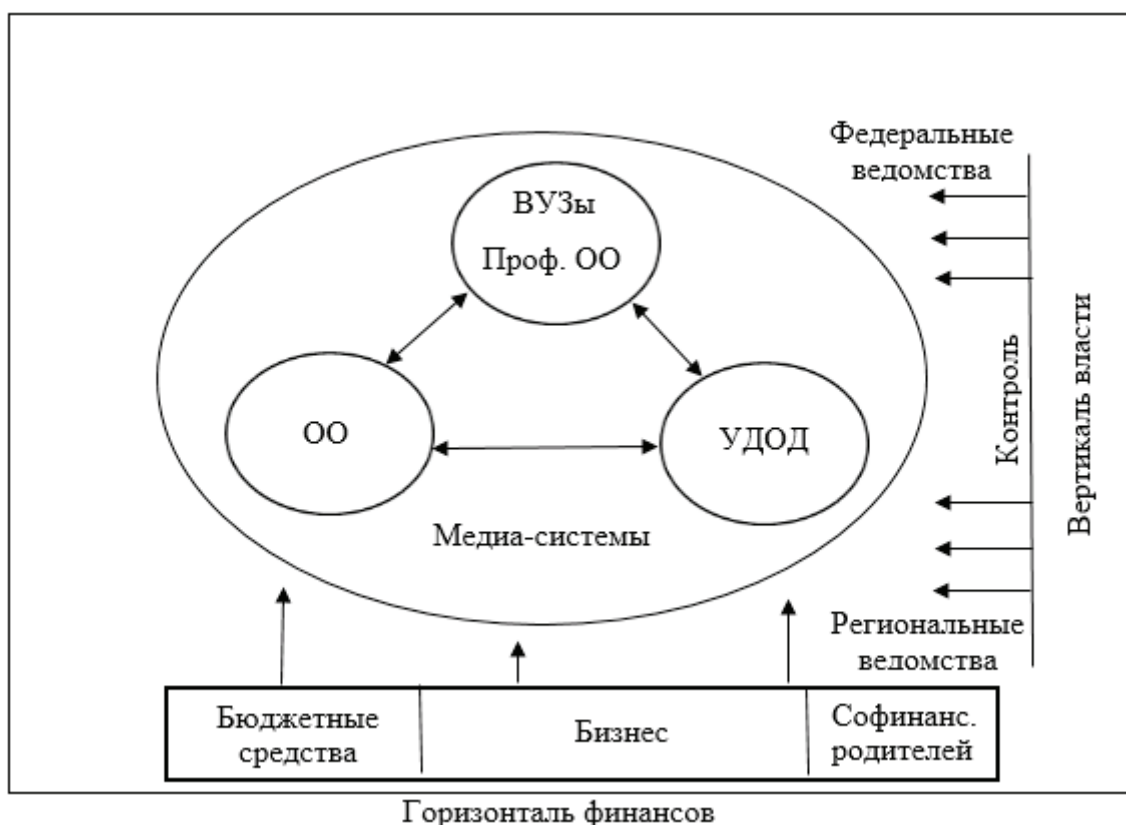 Федеральные
ведомства
ВУЗы
Проф. ОО
ОО
УДОД
Медиа-системы
Контроль
Вертикаль власти
Региональные
ведомства
Бюджетные
средства
Бизнес
Софинанс.
родителей
Горизонталь финансов